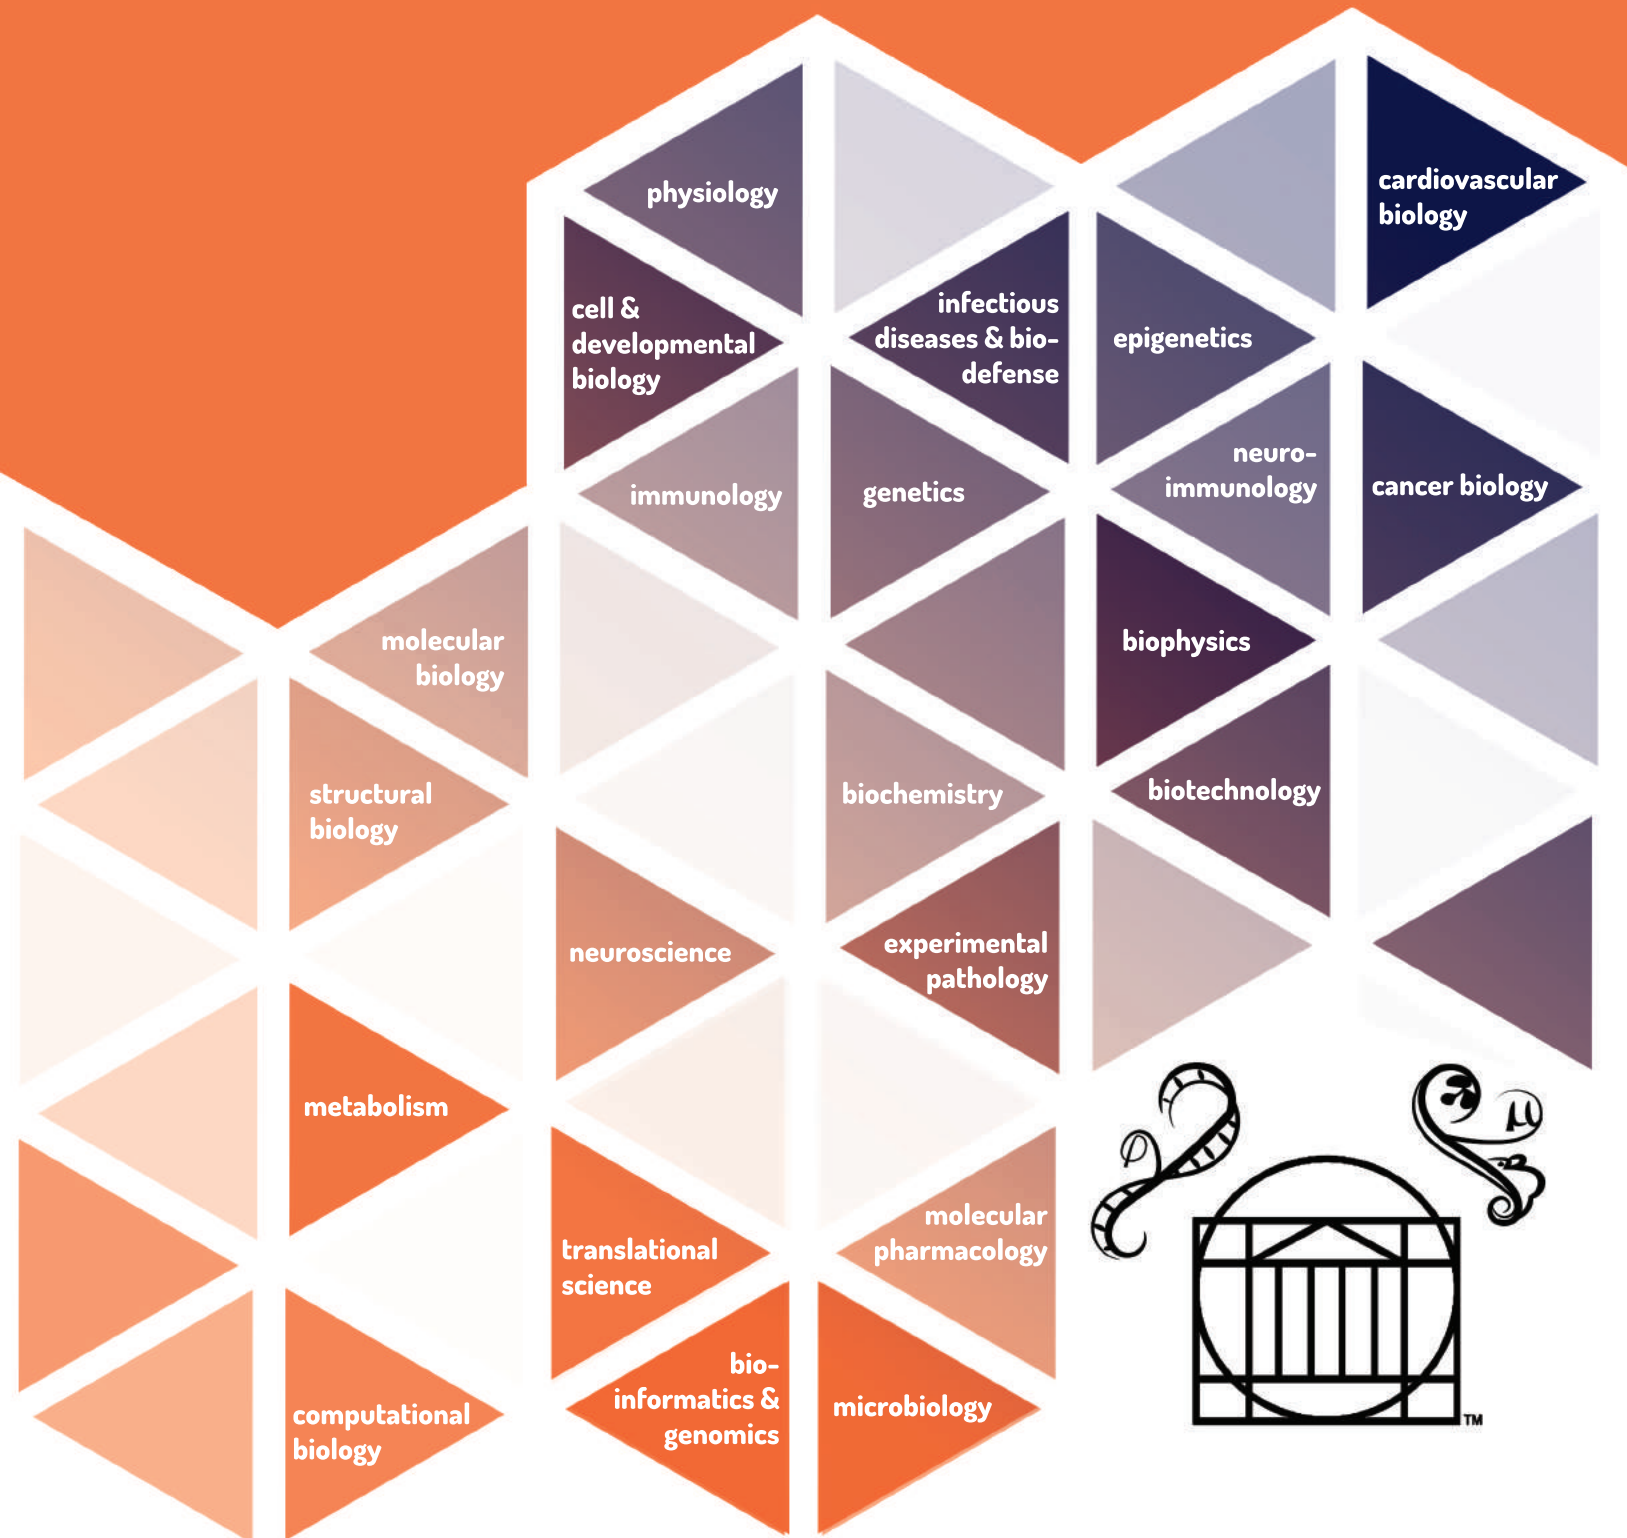 physiology
cardiovascular
biology
cell &
developmental
biology
infectious
diseases & bio-
defense
epigenetics
immunology
genetics
neuro-
immunology
cancer biology
molecular
biology
biophysics
structural
biology
biochemistry
biotechnology
neuroscience
experimental
pathology
metabolism
translational
science
molecular
pharmacology
bio-
informatics &
genomics
microbiology
computational
biology
μ
TM